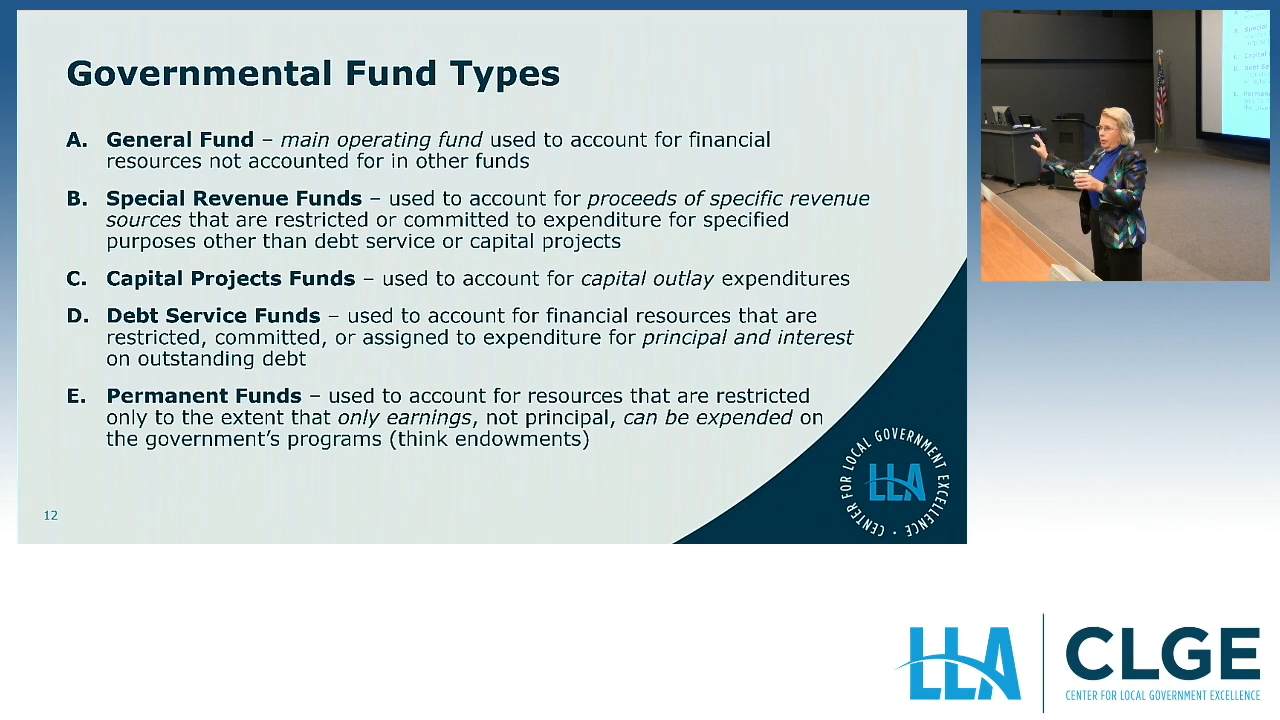 Governmental Fund Types
A. General Fund – main operating fund used to account for financial
resources not accounted for in other funds
B. Special Revenue Funds – used to account for proceeds of specific revenue
sources that are restricted or committed to expenditure for specified
purposes other than debt service or capital projects
C. Capital Projects Funds – used to account for capital outlay expenditures
D. Debt Service Funds – used to account for financial resources that are
restricted, committed, or assigned to expenditure for principal and interest
on outstanding debt
E. Permanent Funds – used to account for resources that are restricted
only to the extent that only earnings, not principal, can be expended on
the government’s programs (think endowments)
12
CENTER FOR LOCAL GOVERNMENT EXCELLENCE
LLA
LLA
CLGE
CENTER FOR LOCAL GOVERNMENT EXCELLENCE